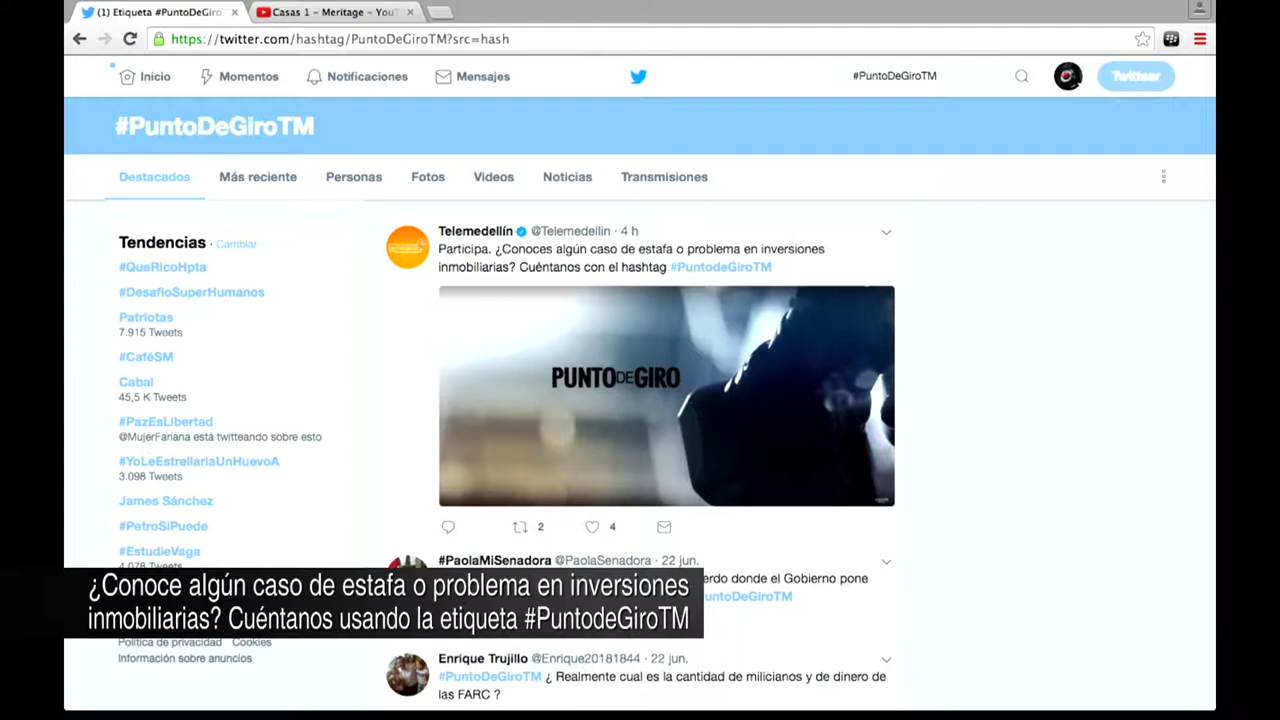 (1) Etiqueta #PuntoDeGiro
Casas 1 – Meritage – YouT
https://twitter.com/hashtag/PuntoDeGiroTM?src=hash
Inicio
Momentos
Notificaciones
Mensajes
#PuntoDeGiroTM
Twittear
#PuntoDeGiroTM
Destacados
Más reciente
Personas
Fotos
Videos
Noticias
Transmisiones
Tendencias · Cambiar
#QueRicoHpta
#DesafioSuperHumanos
Patriotas
7.915 Tweets
#CaféSM
Cabal
45,5 K Tweets
#PazEsLibertad
@MujerFariana está twitteando sobre esto
#YoLeEstrellariaUnHuevoA
3.098 Tweets
James Sánchez
#PetroSiPuede
#EstudieVaga
4.078 Tweets
Política de privacidad Cookies
Información sobre anuncios
Telemedellín @Telemedellin · 4 h
Participa. ¿Conoces algún caso de estafa o problema en inversiones
inmobiliarias? Cuéntanos con el hashtag #PuntodeGiroTM
PUNTO DE GIRO
2
4
#PaolaMiSenadora @PaolaSenadora · 22 jun.
erdo donde el Gobierno pone
untoDeGiroTM
Enrique Trujillo @Enrique20181844 · 22 jun.
#PuntoDeGiroTM ¿ Realmente cual es la cantidad de milicianos y de dinero de
las FARC ?
¿Conoce algún caso de estafa o problema en inversiones
inmobiliarias? Cuéntanos usando la etiqueta #PuntodeGiroTM